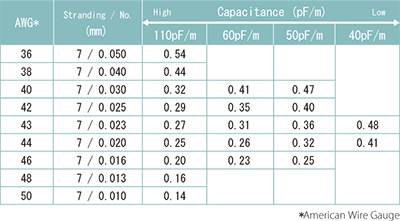 AWG* Stranding / No. (mm) High Capacitance (pF/m) Low
110pF/m 60pF/m 50pF/m 40pF/m
36 7 / 0.050 0.54
38 7 / 0.040 0.44
40 7 / 0.030 0.32 0.41 0.47
42 7 / 0.025 0.29 0.35 0.40
43 7 / 0.023 0.27 0.31 0.36 0.48
44 7 / 0.020 0.25 0.26 0.32 0.41
46 7 / 0.016 0.20 0.23 0.25
48 7 / 0.013 0.16
50 7 / 0.010 0.14
*American Wire Gauge